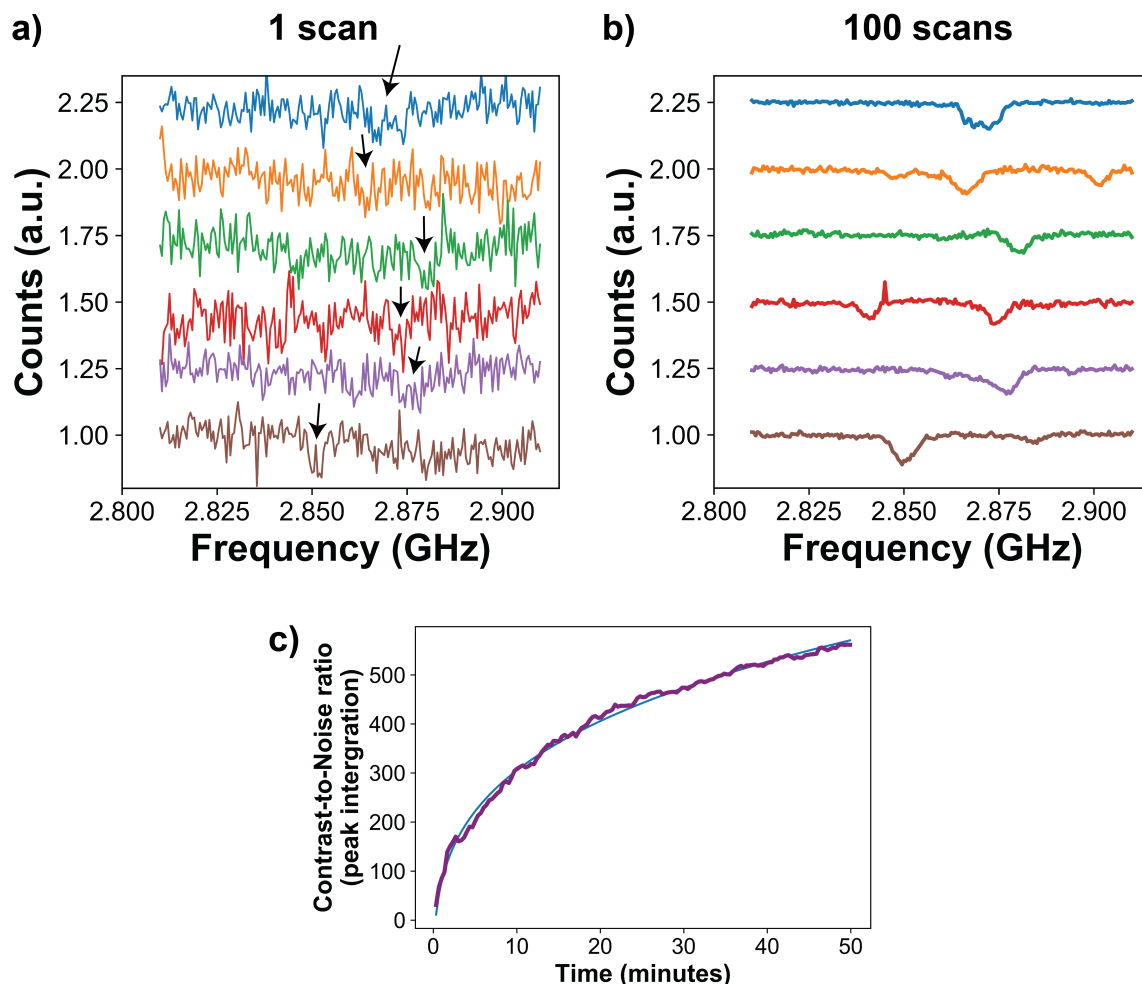 a)
1 scan
Counts (a.u.)
2.25
2.00
1.75
1.50
1.25
1.00
2.800 2.825 2.850 2.875 2.900
Frequency (GHz)
b)
100 scans
Counts (a.u.)
2.25
2.00
1.75
1.50
1.25
1.00
2.800 2.825 2.850 2.875 2.900
Frequency (GHz)
c)
Contrast-to-Noise ratio
(peak intergration)
500
400
300
200
100
0
0 10 20 30 40 50
Time (minutes)